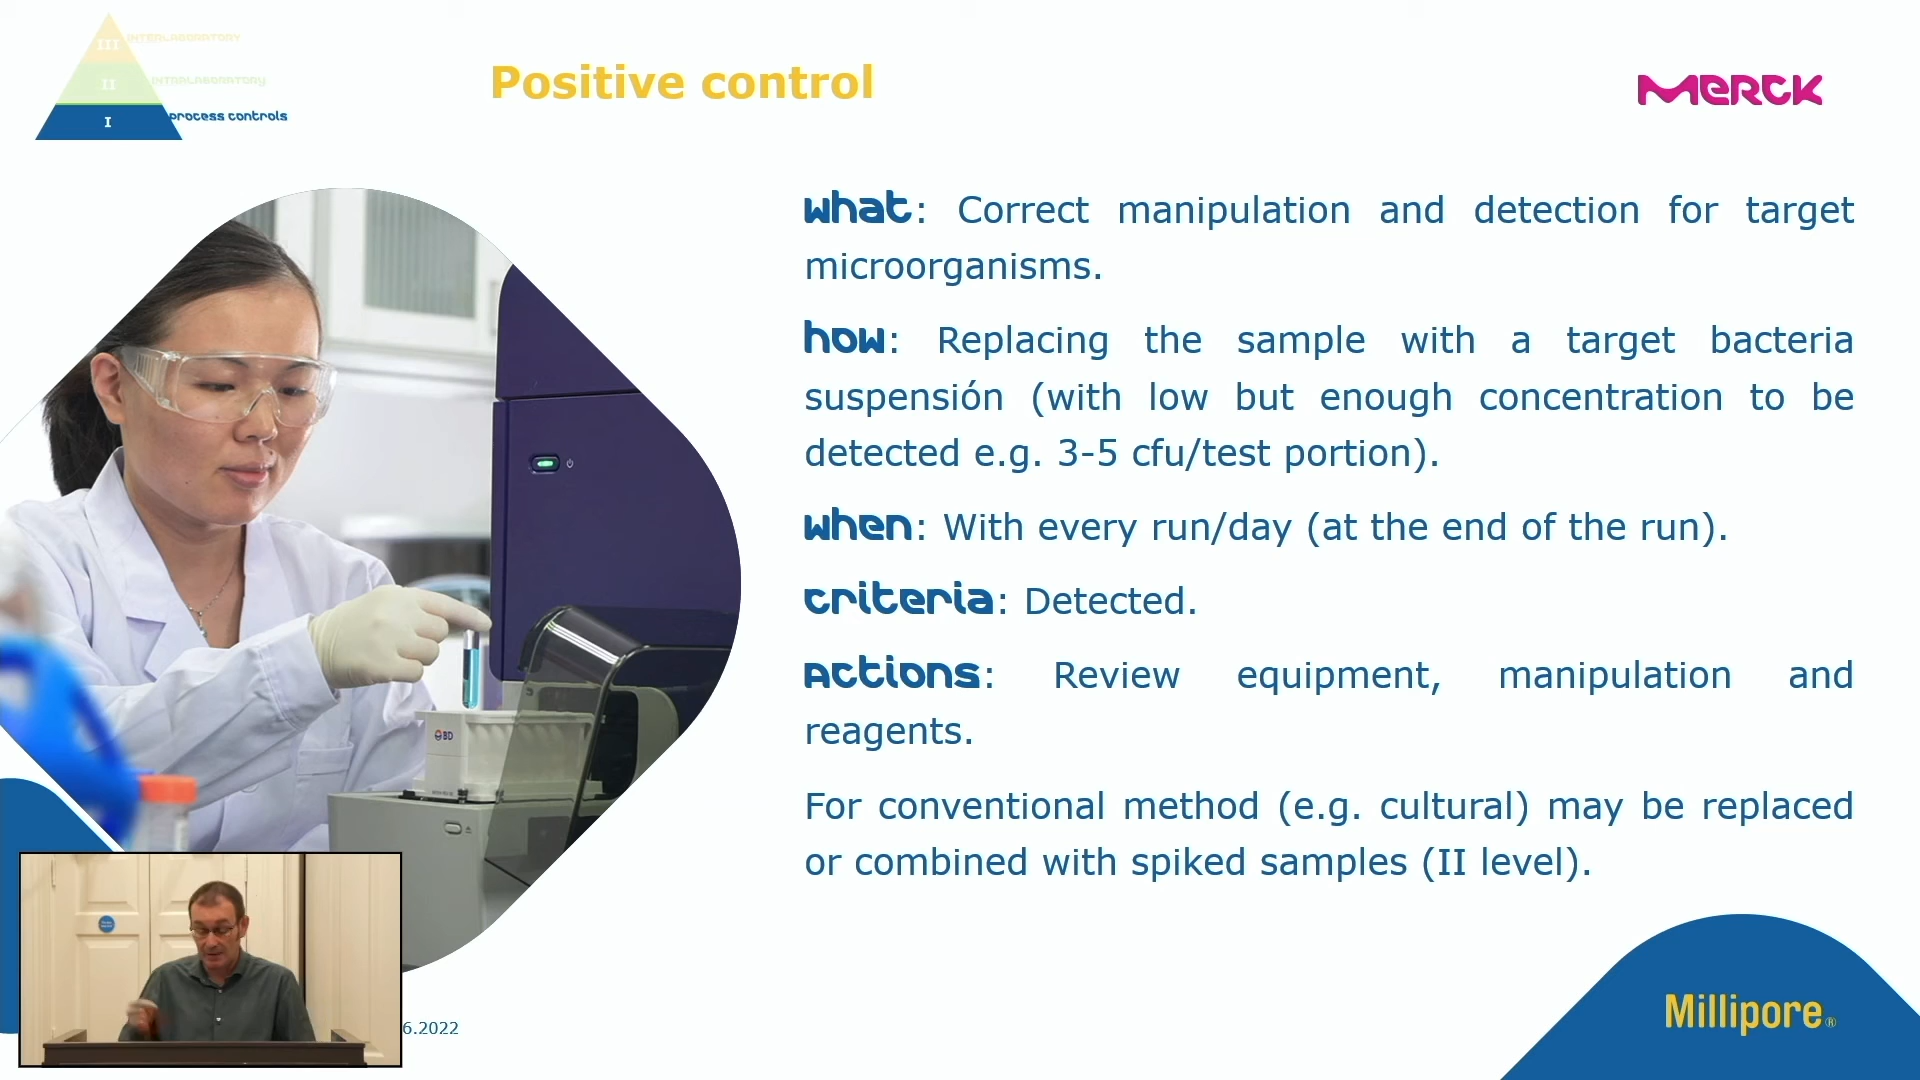 III INTERLABORATORY
II INTRLABORATORY
I process controls
Positive control
MERCK
what: Correct manipulation and detection for target
microorganisms.
how: Replacing the sample with a target bacteria
suspensión (with low but enough concentration to be
detected e.g. 3-5 cfu/test portion).
when: With every run/day (at the end of the run).
criteria: Detected.
Actions: Review equipment, manipulation and
reagents.
For conventional method (e.g. cultural) may be replaced
or combined with spiked samples (II level).
BD
6.2022
Millipore®